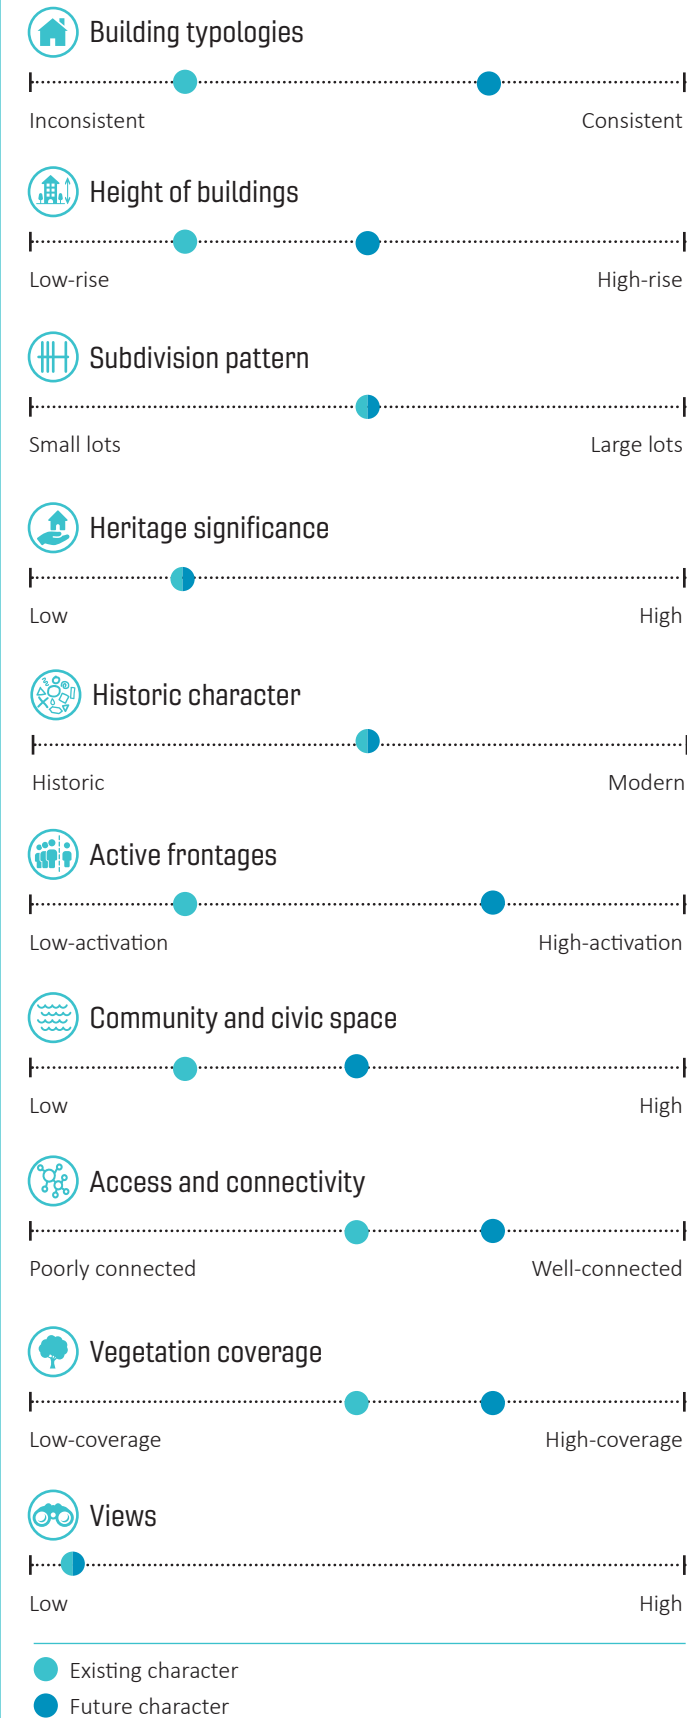 Building typologies
Inconsistent Consistent
Height of buildings
Low-rise High-rise
Subdivision pattern
Small lots Large lots
Heritage significance
Low High
Historic character
Historic Modern
Active frontages
Low-activation High-activation
Community and civic space
Low High
Access and connectivity
Poorly connected Well-connected
Vegetation coverage
Low-coverage High-coverage
Views
Low High
Existing character
Future character